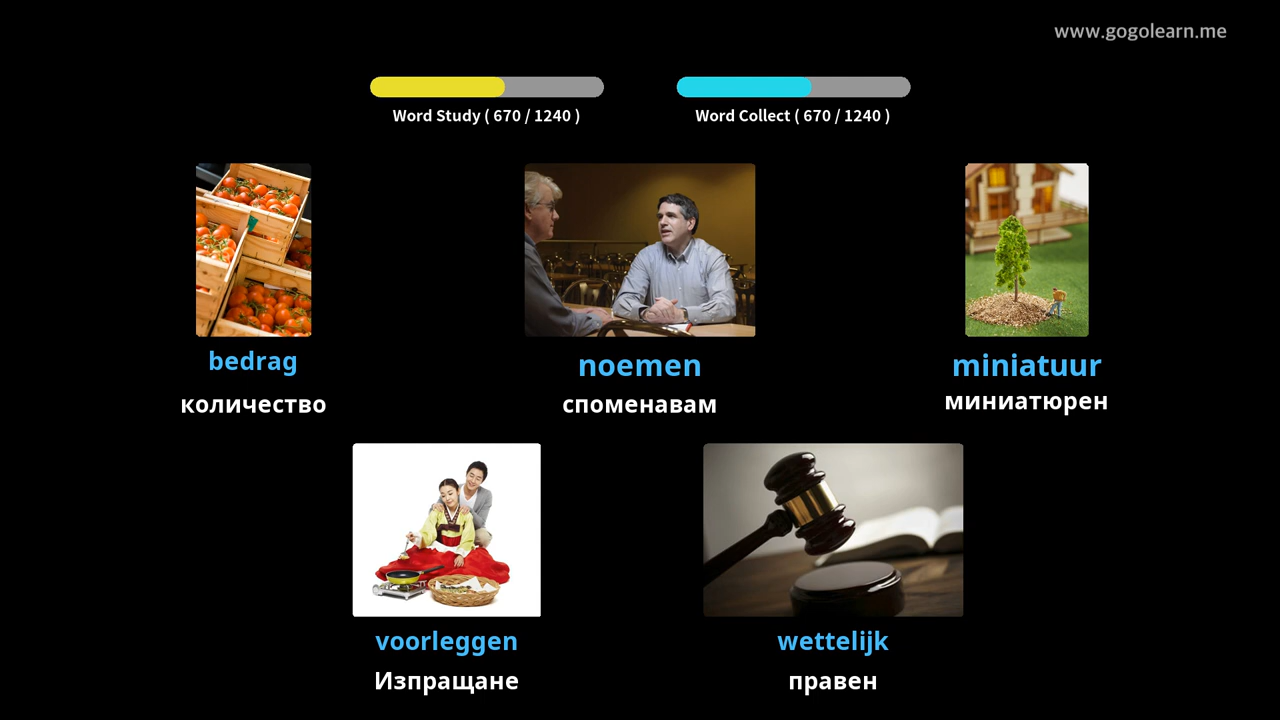 www.gogolearn.me
Word Study ( 670 / 1240 )
Word Collect ( 670 / 1240 )
bedrag
noemen
miniatuur
количество
споменавам
миниатюрен
voorleggen
wettelijk
Изпращане
правен